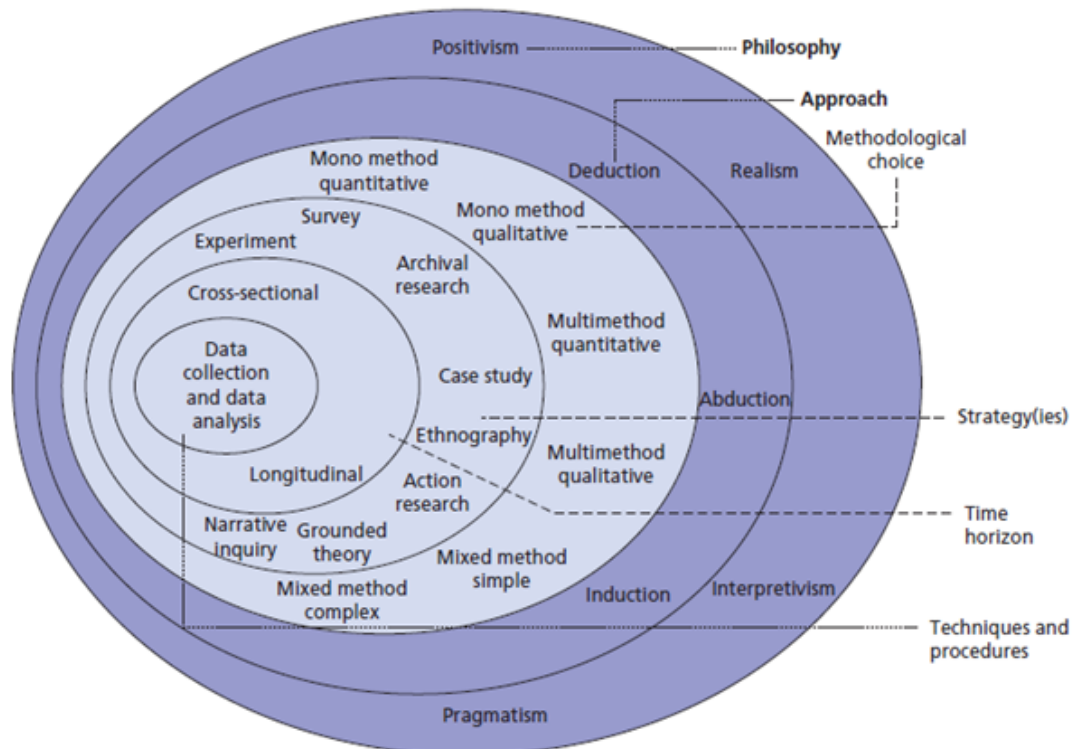 Positivism
Philosophy
Approach
Methodological
choice
Mono method
quantitative
Deduction
Realism
Survey
Mono method
qualitative
Experiment
Archival
research
Cross-sectional
Multimethod
quantitative
Data
collection
and data
analysis
Case study
Abduction
Strategy(ies)
Ethnography
Multimethod
qualitative
Longitudinal
Action
research
Time
horizon
Narrative
inquiry
Grounded
theory
Mixed method
simple
Mixed method
complex
Induction
Interpretivism
Techniques and
procedures
Pragmatism